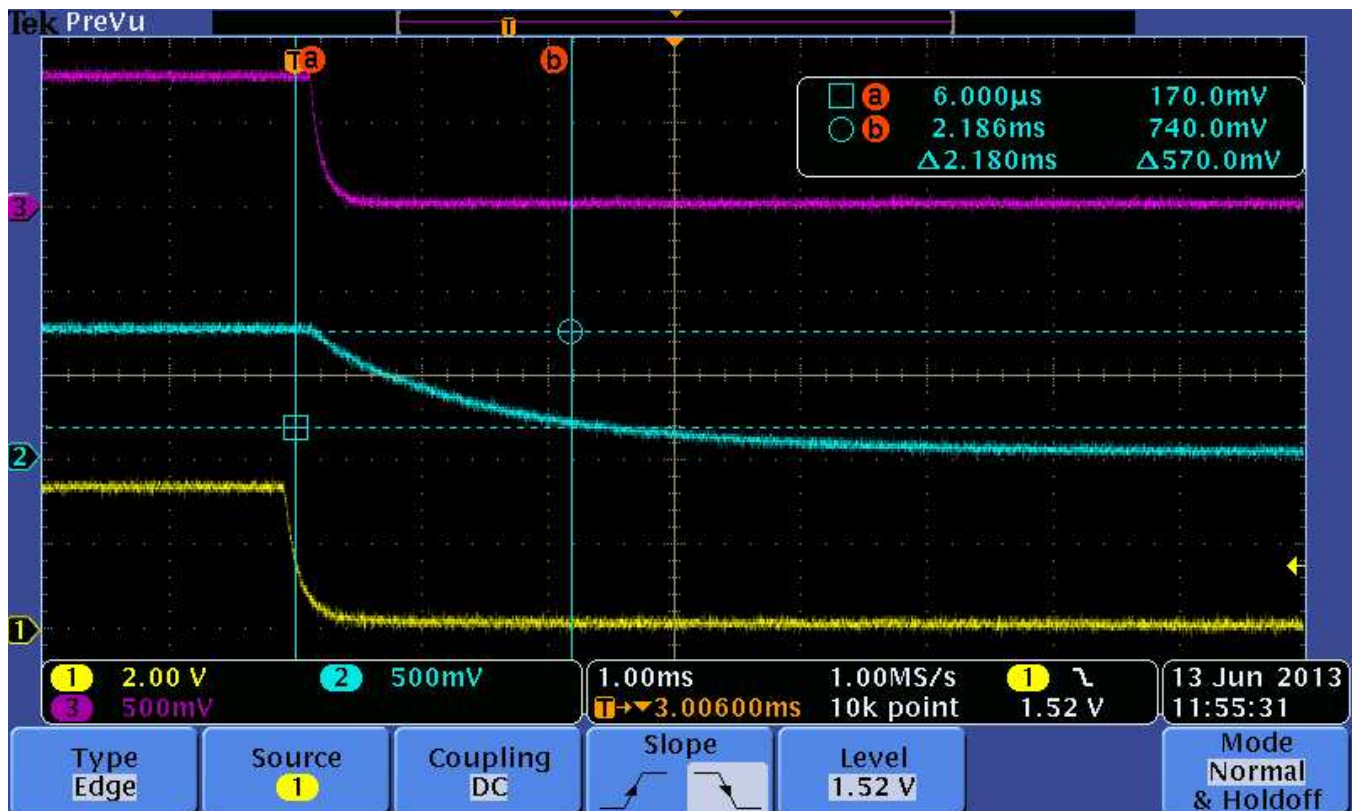 Tek PreVu
T
T a b
a 6.000µs 170.0mV
b 2.186ms 740.0mV
Δ2.180ms Δ570.0mV
3
2
1
1 2.00 V 2 500mV
3 500mV
1.00ms 1.00MS/s 1
T→▼3.00600ms 10k point 1.52 V
13 Jun 2013
11:55:31
Type
Edge
Source
1
Coupling
DC
Slope
Level
1.52 V
Mode
Normal
& Holdoff